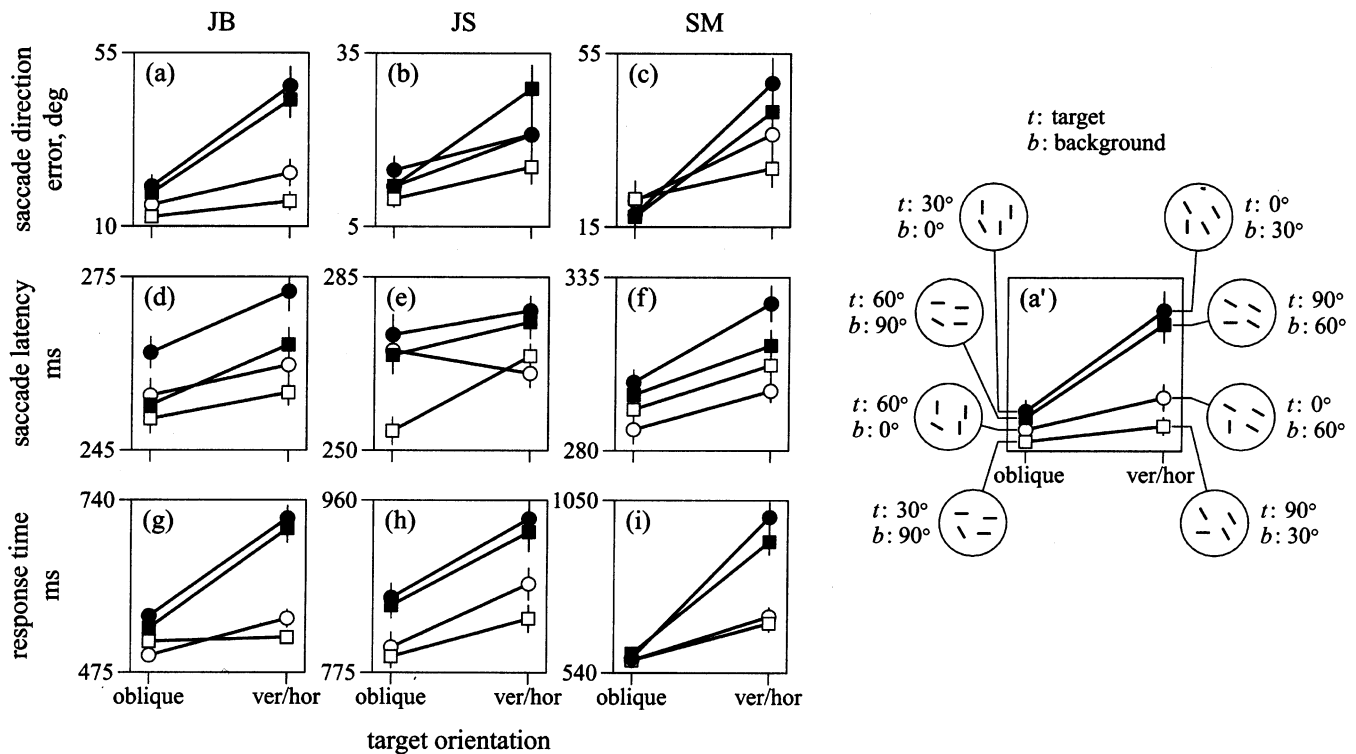 JB
JS
SM
saccade direction
error, deg
55
10
(a)
35
5
(b)
55
15
(c)
saccade latency
ms
275
245
(d)
285
250
(e)
335
280
(f)
response time
ms
740
475
(g)
960
775
(h)
1050
540
(i)
oblique
ver/hor
oblique
ver/hor
oblique
ver/hor
target orientation
t: target
b: background
t: 30°
b: 0°
t: 0°
b: 30°
t: 60°
b: 90°
(a')
t: 90°
b: 60°
t: 60°
b: 0°
t: 0°
b: 60°
oblique
ver/hor
t: 30°
b: 90°
t: 90°
b: 30°